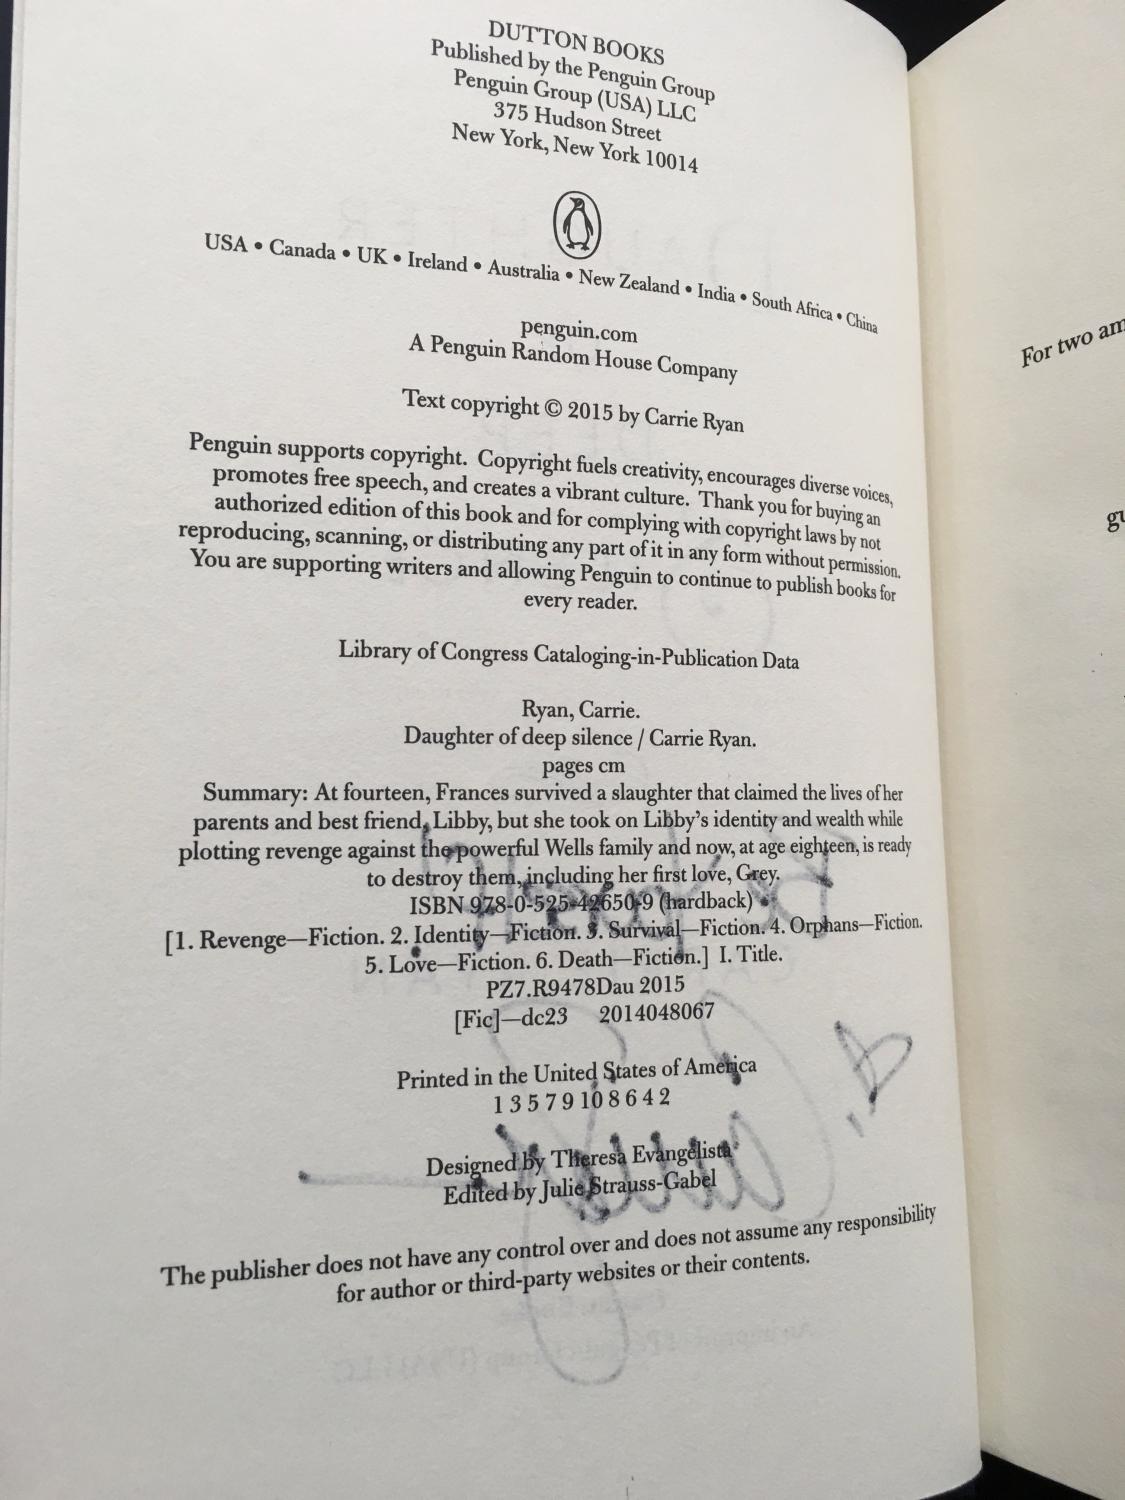 DUTTON BOOKS
Published by the Penguin Group
Penguin Group (USA) LLC
375 Hudson Street
New York, New York 10014
USA • Canada • UK • Ireland • Australia • New Zealand • India • South Africa • China
penguin.com
A Penguin Random House Company
Text copyright © 2015 by Carrie Ryan
Penguin supports copyright. Copyright fuels creativity, encourages diverse voices,
promotes free speech, and creates a vibrant culture. Thank you for buying an
authorized edition of this book and for complying with copyright laws by not
reproducing, scanning, or distributing any part of it in any form without permission.
You are supporting writers and allowing Penguin to continue to publish books for
every reader.
Library of Congress Cataloging-in-Publication Data
Ryan, Carrie.
Daughter of deep silence / Carrie Ryan.
pages cm
Summary: At fourteen, Frances survived a slaughter that claimed the lives of her
parents and best friend, Libby, but she took on Libby's identity and wealth while
plotting revenge against the powerful Wells family and now, at age eighteen, is ready
to destroy them, including her first love, Grey.
ISBN 978-0-525-42650-9 (hardback)
[1. Revenge—Fiction. 2. Identity—Fiction. 3. Survival—Fiction. 4. Orphans—Fiction.
5. Love—Fiction. 6. Death—Fiction.] I. Title.
PZ7.R9478Dau 2015
[Fic]—dc23 2014048067
Printed in the United States of America
1 3 5 7 9 10 8 6 4 2
Designed by Theresa Evangelista
Edited by Julie Strauss-Gabel
The publisher does not have any control over and does not assume any responsibility
for author or third-party websites or their contents.
For two